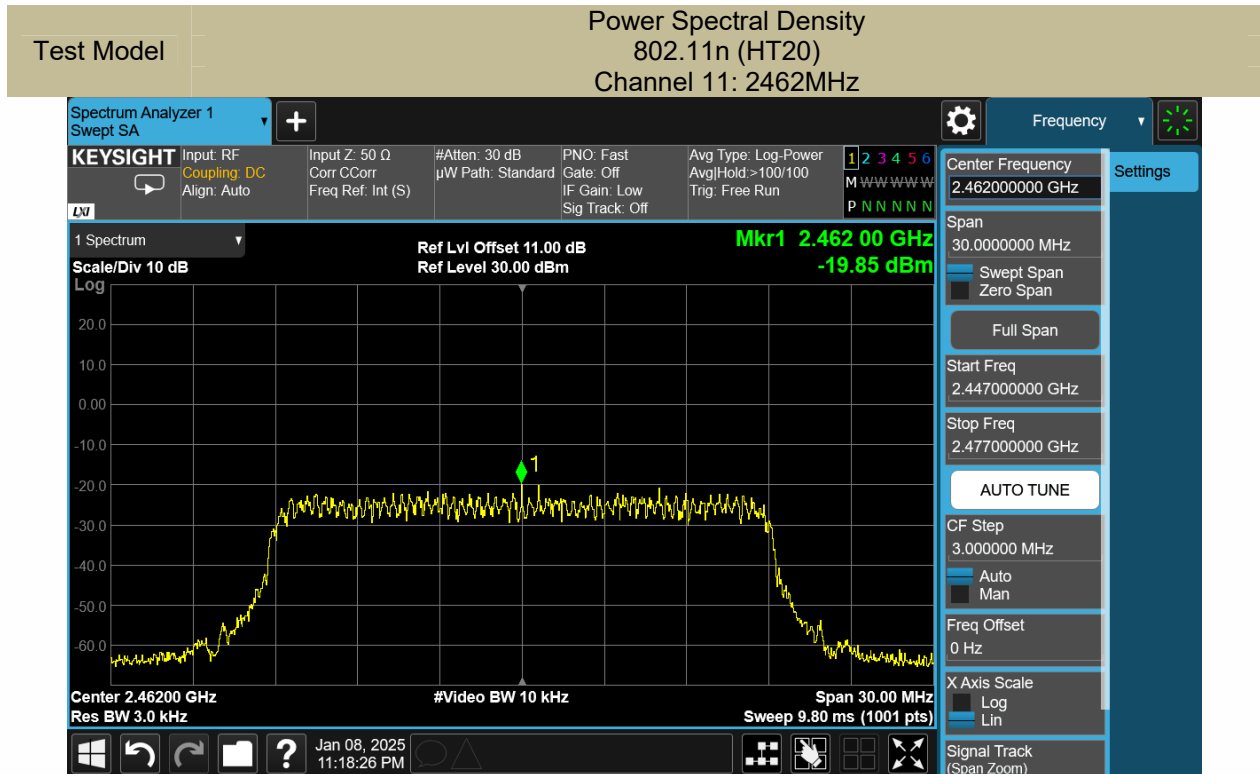 Test Model
Power Spectral Density
802.11n (HT20)
Channel 11: 2462MHz
Spectrum Analyzer 1
Swept SA
Frequency
KEYSIGHT
Input: RF
Coupling: DC
Align: Auto
Input Z: 50 Ω
Corr CCorr
Freq Ref: Int (S)
#Atten: 30 dB
µW Path: Standard
PNO: Fast
Gate: Off
IF Gain: Low
Sig Track: Off
Avg Type: Log-Power
Avg|Hold:>100/100
Trig: Free Run
1 2 3 4 5 6
M W W W W W
P N N N N N
LXI
1 Spectrum
Scale/Div 10 dB
Log
Ref Lvl Offset 11.00 dB
Ref Level 30.00 dBm
Mkr1 2.462 00 GHz
-19.85 dBm
20.0
10.0
0.00
-10.0
-20.0
-30.0
-40.0
-50.0
-60.0
1
Center 2.46200 GHz
Res BW 3.0 kHz
#Video BW 10 kHz
Span 30.00 MHz
Sweep 9.80 ms (1001 pts)
?
Jan 08, 2025
11:18:26 PM
Settings
Center Frequency
2.462000000 GHz
Span
30.0000000 MHz
Swept Span
Zero Span
Full Span
Start Freq
2.447000000 GHz
Stop Freq
2.477000000 GHz
AUTO TUNE
CF Step
3.000000 MHz
Auto
Man
Freq Offset
0 Hz
X Axis Scale
Log
Lin
Signal Track
(Span Zoom)